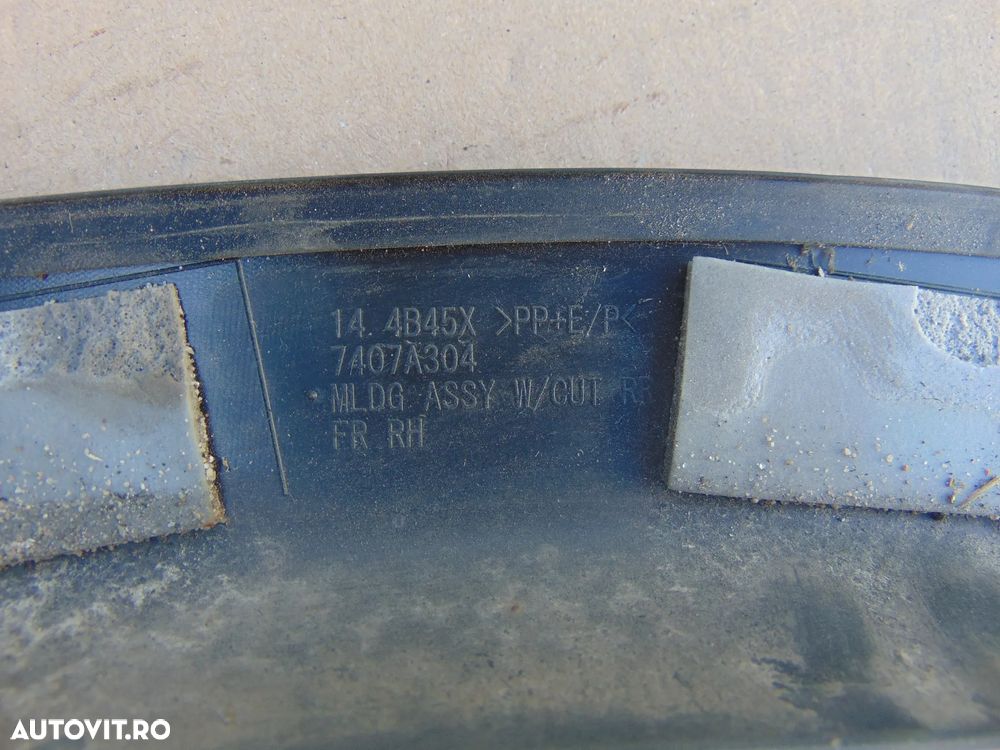 14. 4B45X >PP+E/P<
7407A304
MLDG ASSY W/CUT
FR RH
AUTOVIT.RO